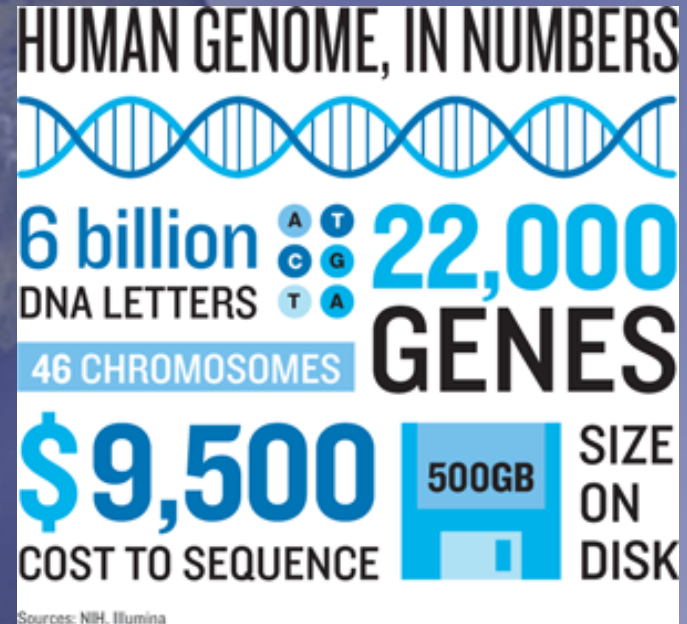 HUMAN GENOME, IN NUMBERS
6 billion
DNA LETTERS
A T
C G
T A
22,000
GENES
46 CHROMOSOMES
$9,500
COST TO SEQUENCE
500GB
SIZE
ON
DISK
Sources: NIH, Illumina